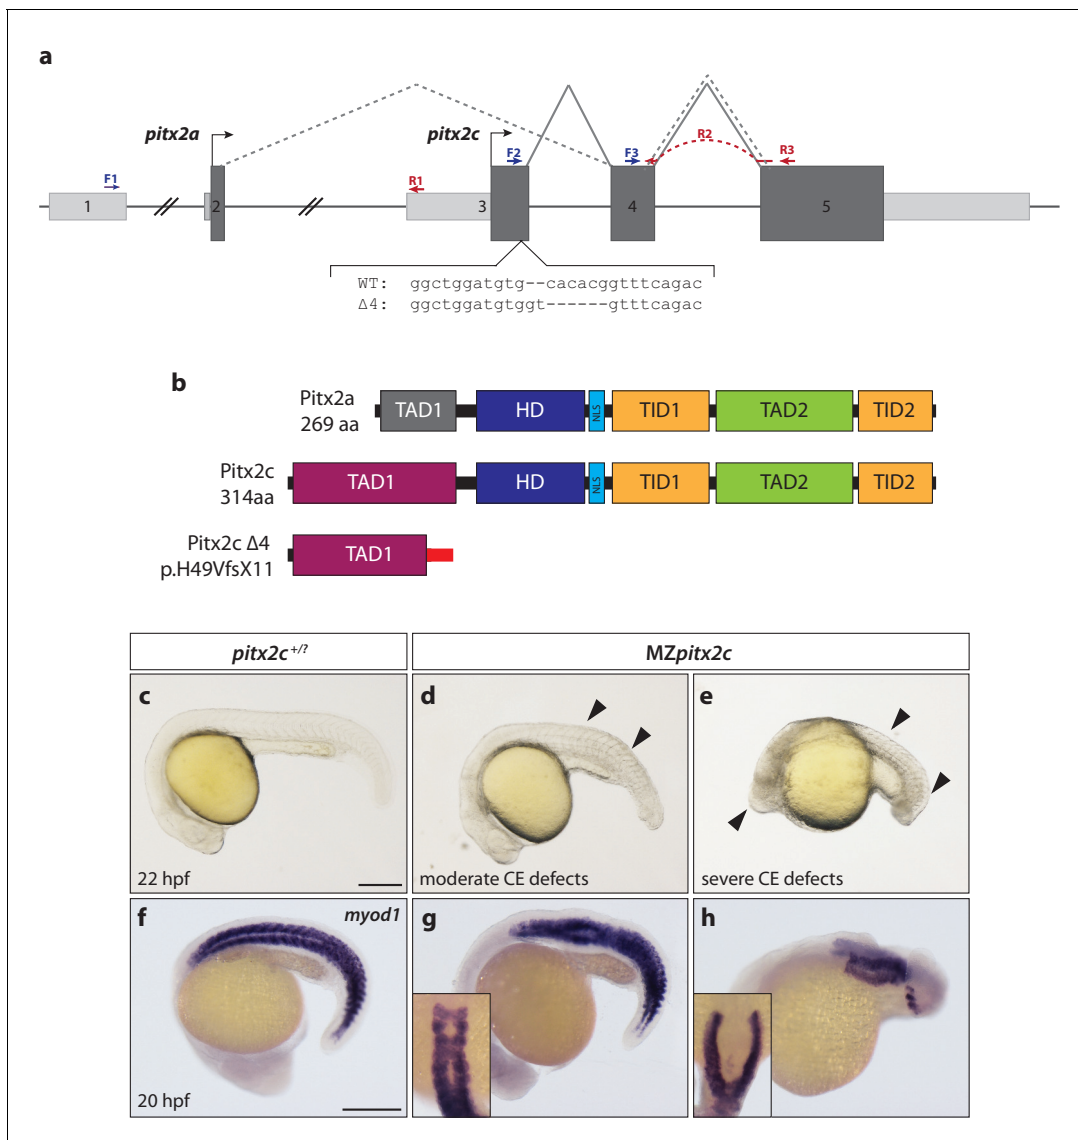 a
pitx2a
pitx2c
F1
R1
F2
F3
R2
R3
1
2
3
4
5
WT: ggctggatgtg--cacacggtttcagac
Δ4: ggctggatgtggt------gtttcagac
b
Pitx2a
269 aa
TAD1 HD NLS TID1 TAD2 TID2
Pitx2c
314aa
TAD1 HD NLS TID1 TAD2 TID2
Pitx2c Δ4
p.H49VfsX11
TAD1
pitx2c+/?
MZpitx2c
c
22 hpf
d
moderate CE defects
e
severe CE defects
f
myod1
20 hpf
g
h